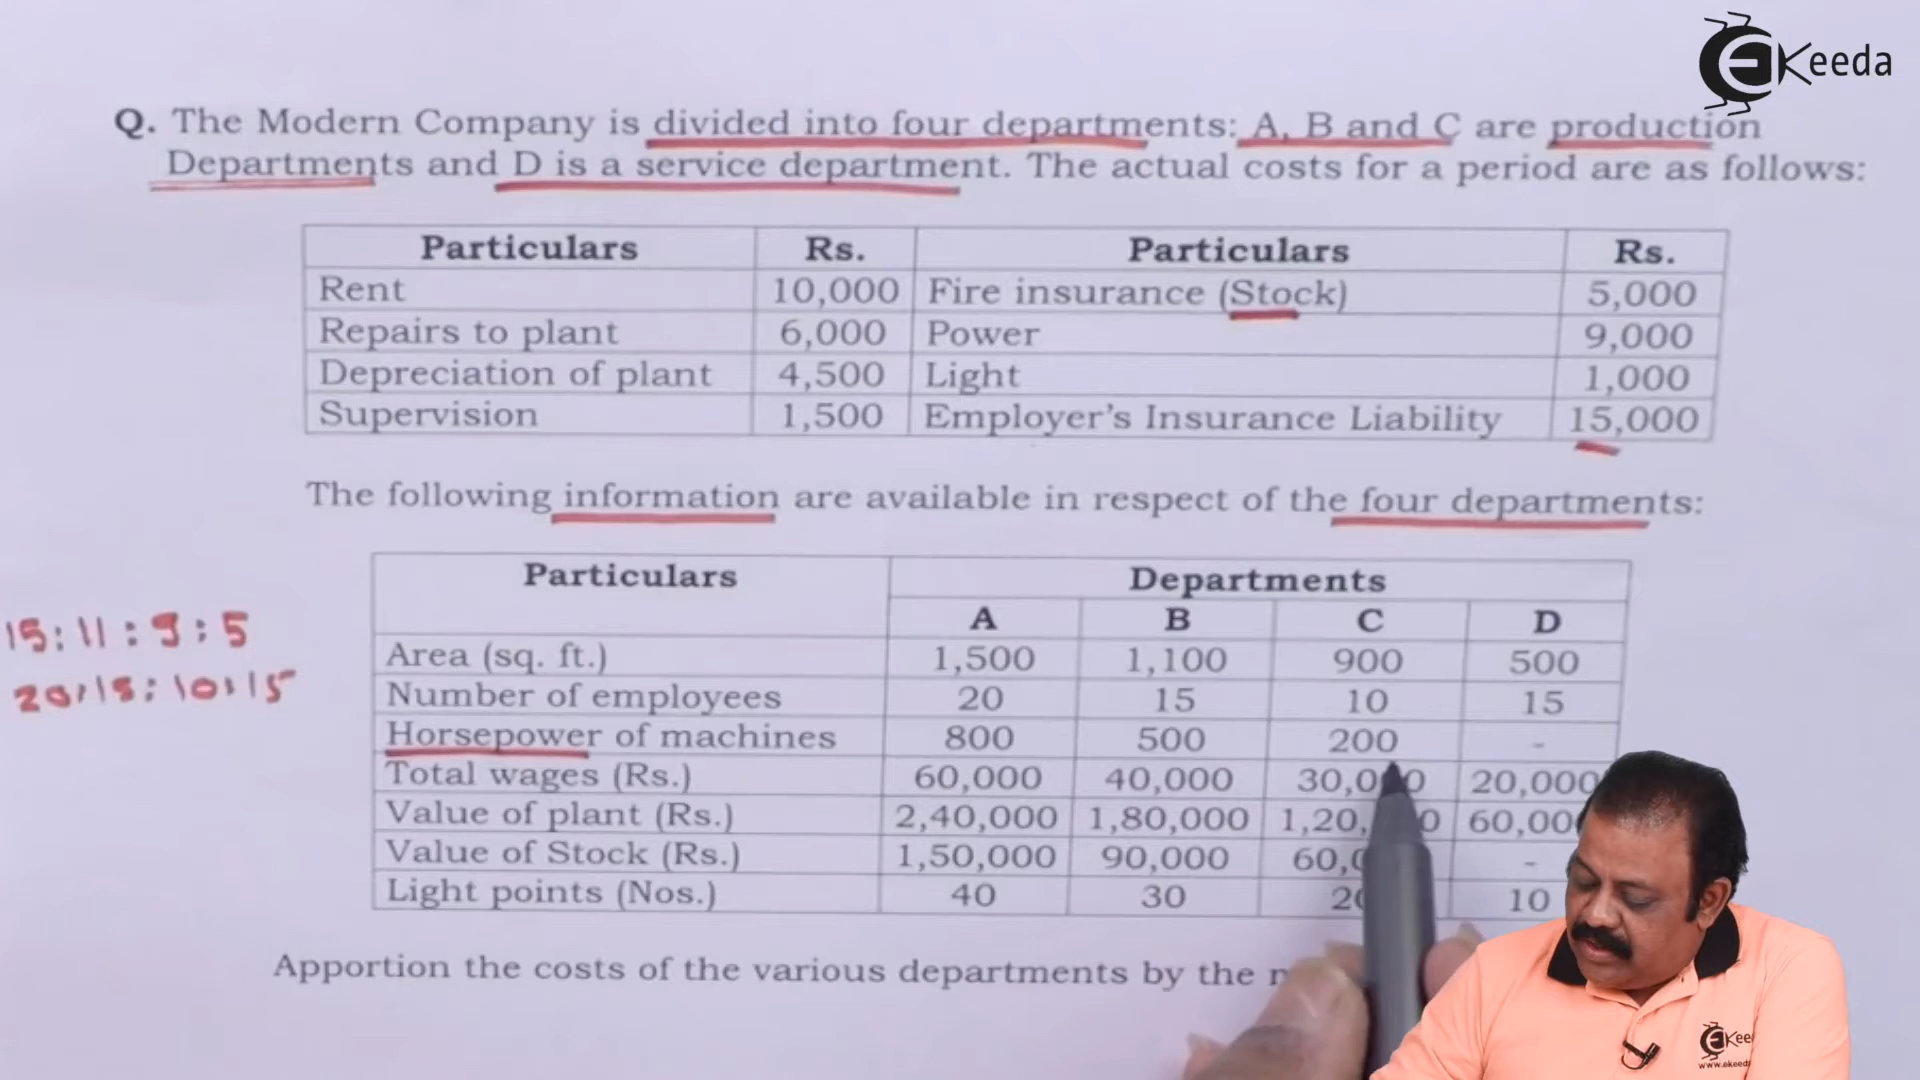 eKeeda
Q. The Modern Company is divided into four departments: A, B and C are production
Departments and D is a service department. The actual costs for a period are as follows:
Particulars Rs. Particulars Rs.
Rent 10,000 Fire insurance (Stock) 5,000
Repairs to plant 6,000 Power 9,000
Depreciation of plant 4,500 Light 1,000
Supervision 1,500 Employer's Insurance Liability 15,000
The following information are available in respect of the four departments:
Particulars Departments
A B C D
15:11:9:5
Area (sq. ft.) 1,500 1,100 900 500
20:15:10:15
Number of employees 20 15 10 15
Horsepower of machines 800 500 200 -
Total wages (Rs.) 60,000 40,000 20,000
Value of plant (Rs.) 2,40,000 1,80,000
Value of Stock (Rs.) 1,50,000 90,000 -
Light points (Nos.) 40 30 10
Apportion the costs of the various departments by the